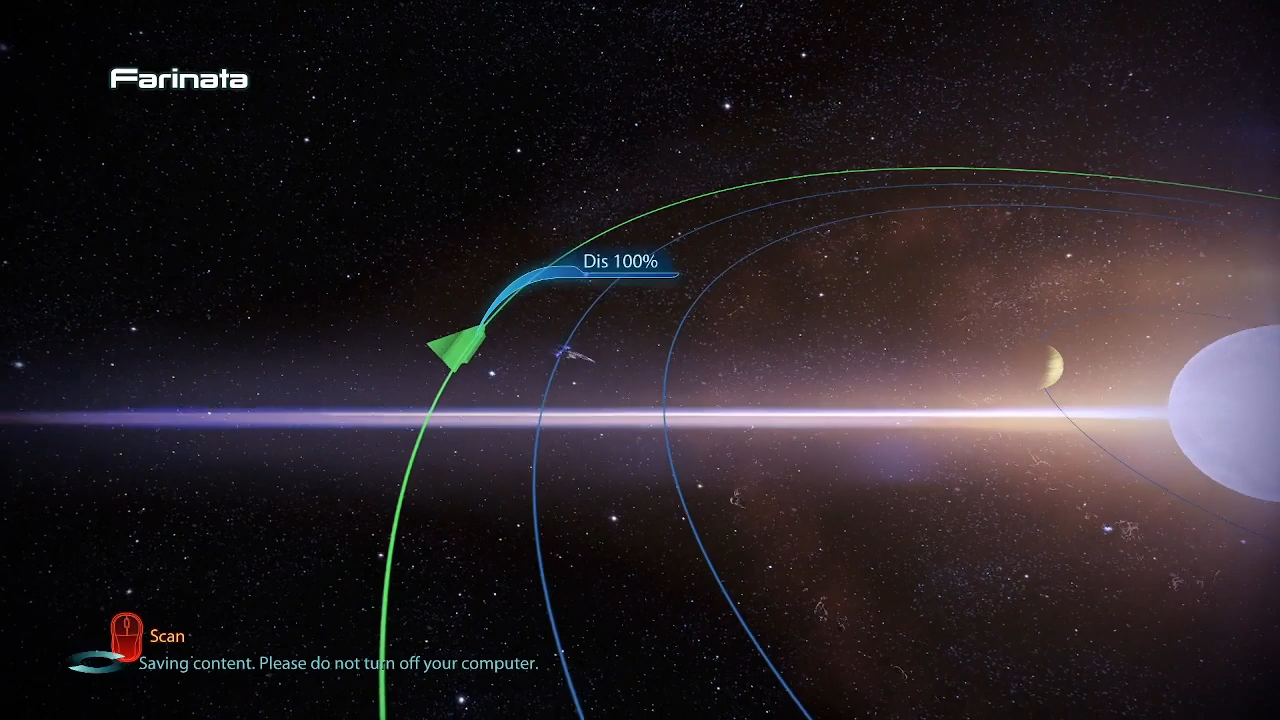 Farinata
Dis 100%
Scan
Saving content. Please do not turn off your computer.